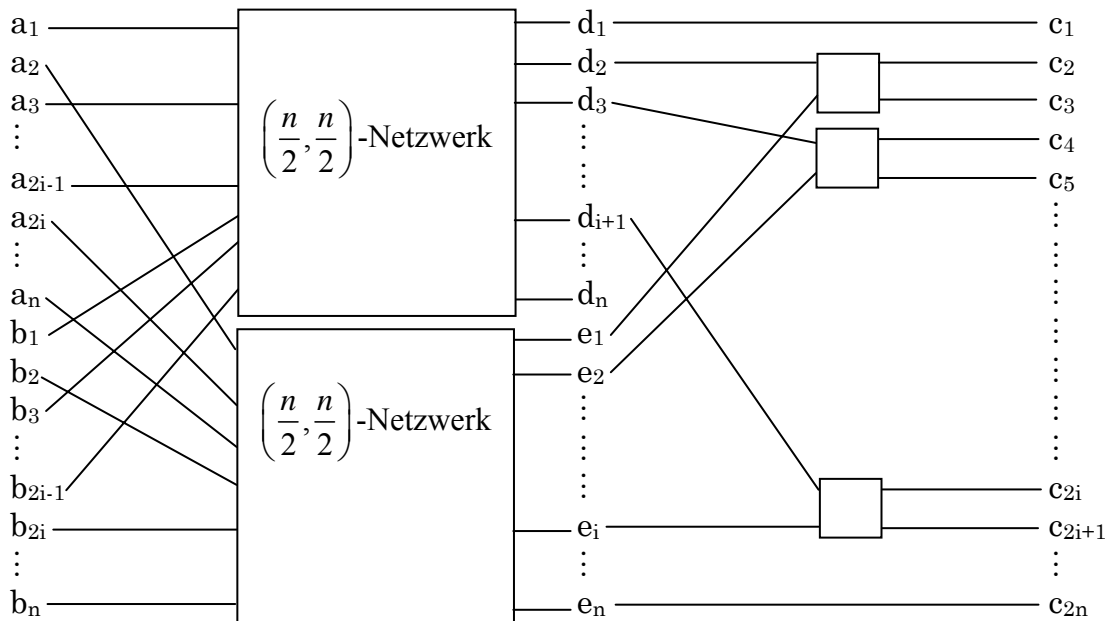 a₁ d₁ c₁
a₂ d₂ c₂
a₃ d₃ c₃
(n/2, n/2)-Netzwerk
⋮ ⋮ c₄
a₂ᵢ₋₁ c₅
a₂ᵢ dᵢ₊₁ ⋮
⋮ ⋮
aₙ dₙ
b₁ e₁
b₂ e₂
b₃
(n/2, n/2)-Netzwerk
⋮ ⋮
b₂ᵢ₋₁ c₂ᵢ
b₂ᵢ eᵢ c₂ᵢ₊₁
⋮ ⋮ ⋮
bₙ eₙ c₂ₙ